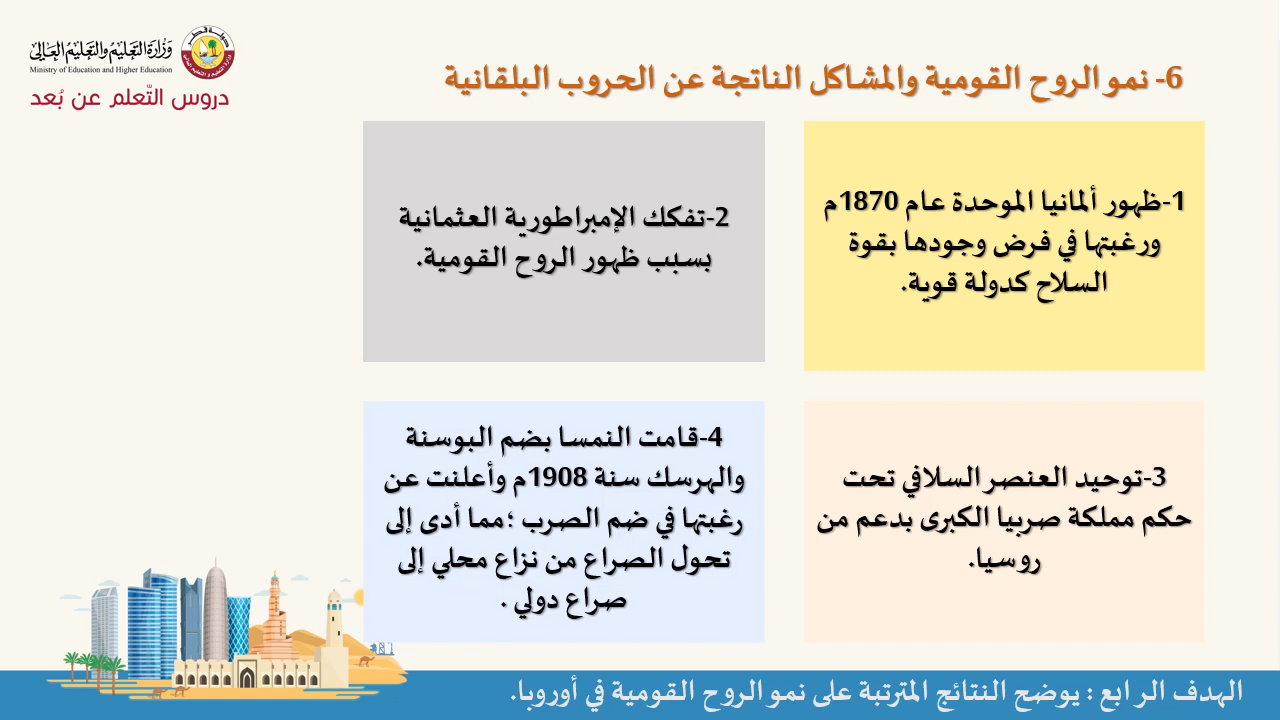 وزارة التعليم والتعليم العالي
Ministry of Education and Higher Education
دروس التّعلم عن بُعد
6- نمو الروح القومية والمشاكل الناتجة عن الحروب البلقانية
1-ظهور ألمانيا الموحدة عام 1870م
ورغبتها في فرض وجودها بقوة
السلاح كدولة قوية.
2-تفكك الإمبراطورية العثمانية
بسبب ظهور الروح القومية.
3-توحيد العنصر السلافي تحت
حكم مملكة صربيا الكبرى بدعم من
روسيا.
4-قامت النمسا بضم البوسنة
والهرسك سنة 1908م وأعلنت عن
رغبتها في ضم الصرب ؛مما أدى إلى
تحول الصراع من نزاع محلي إلى
صراع دولي .
الهدف الرابع : يوضح النتائج المترتبة على نمو الروح القومية في أوروبا.